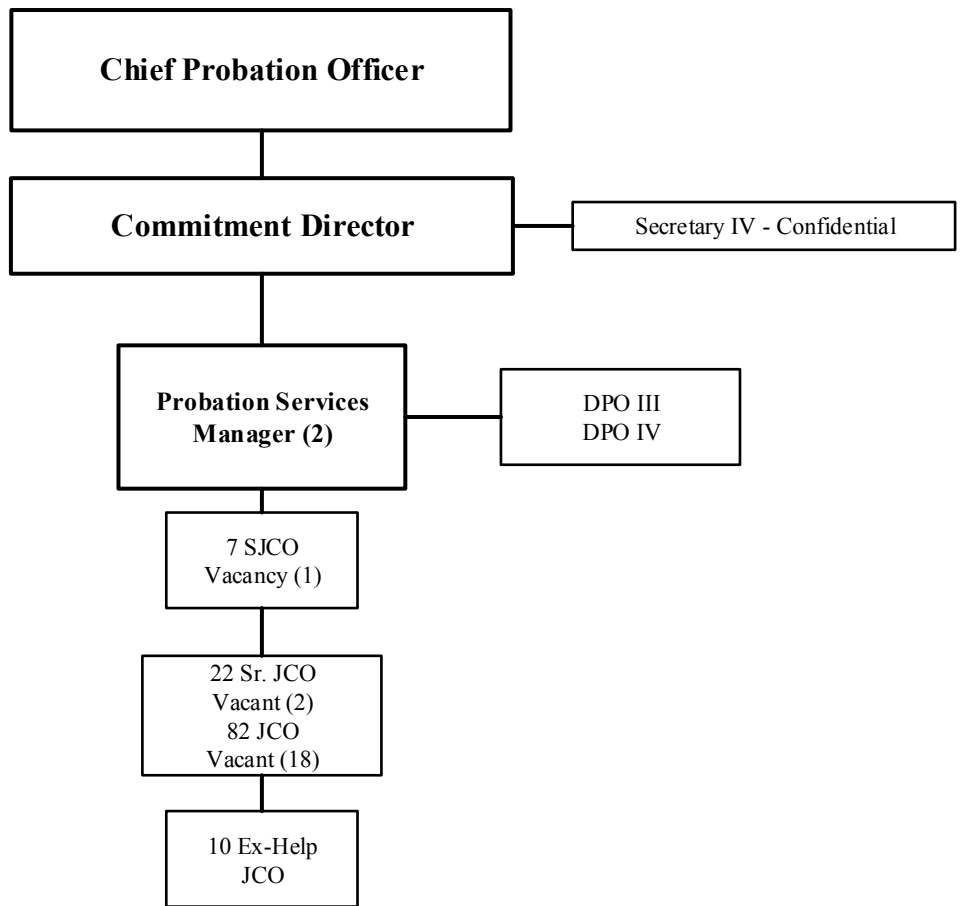 Chief Probation Officer
Commitment Director
Secretary IV - Confidential
Probation Services
Manager (2)
DPO III
DPO IV
7 SJCO
Vacancy (1)
22 Sr. JCO
Vacant (2)
82 JCO
Vacant (18)
10 Ex-Help
JCO